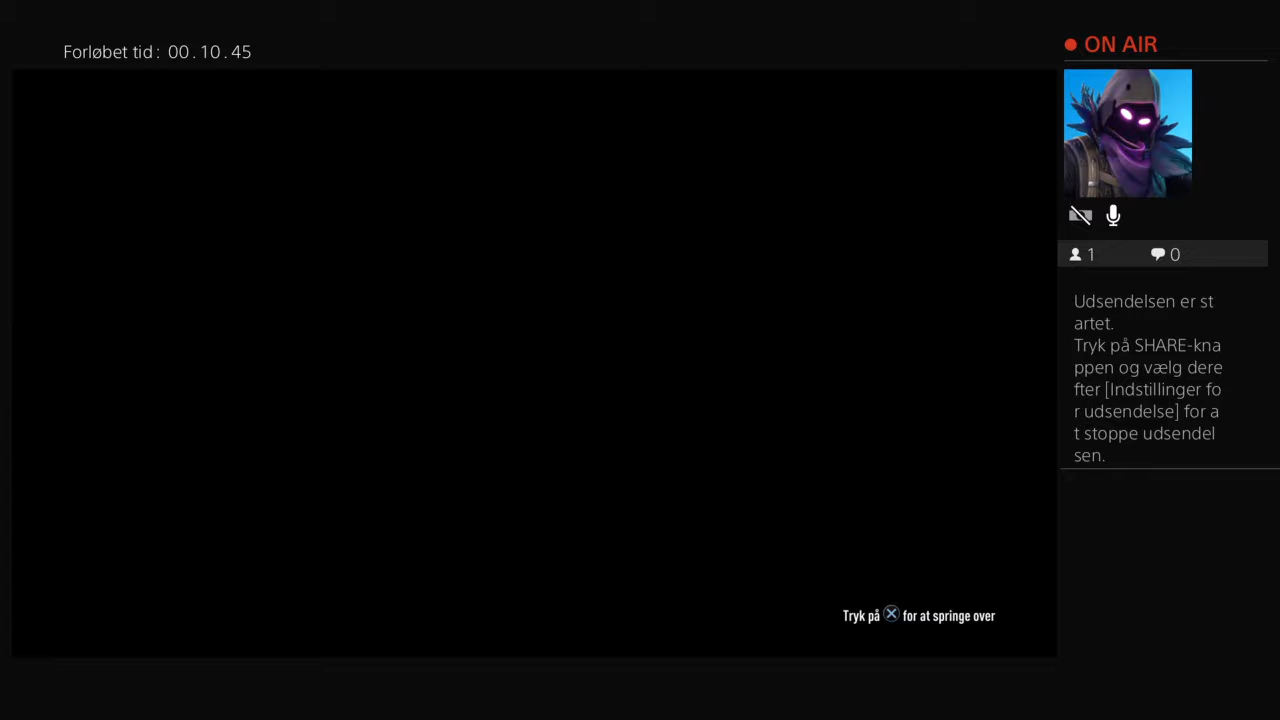 Forløbet tid: 00.10.45
ON AIR
1 0
Udsendelsen er st
artet.
Tryk på SHARE-kna
ppen og vælg dere
fter [Indstillinger fo
r udsendelse] for a
t stoppe udsendel
sen.
Tryk på for at springe over